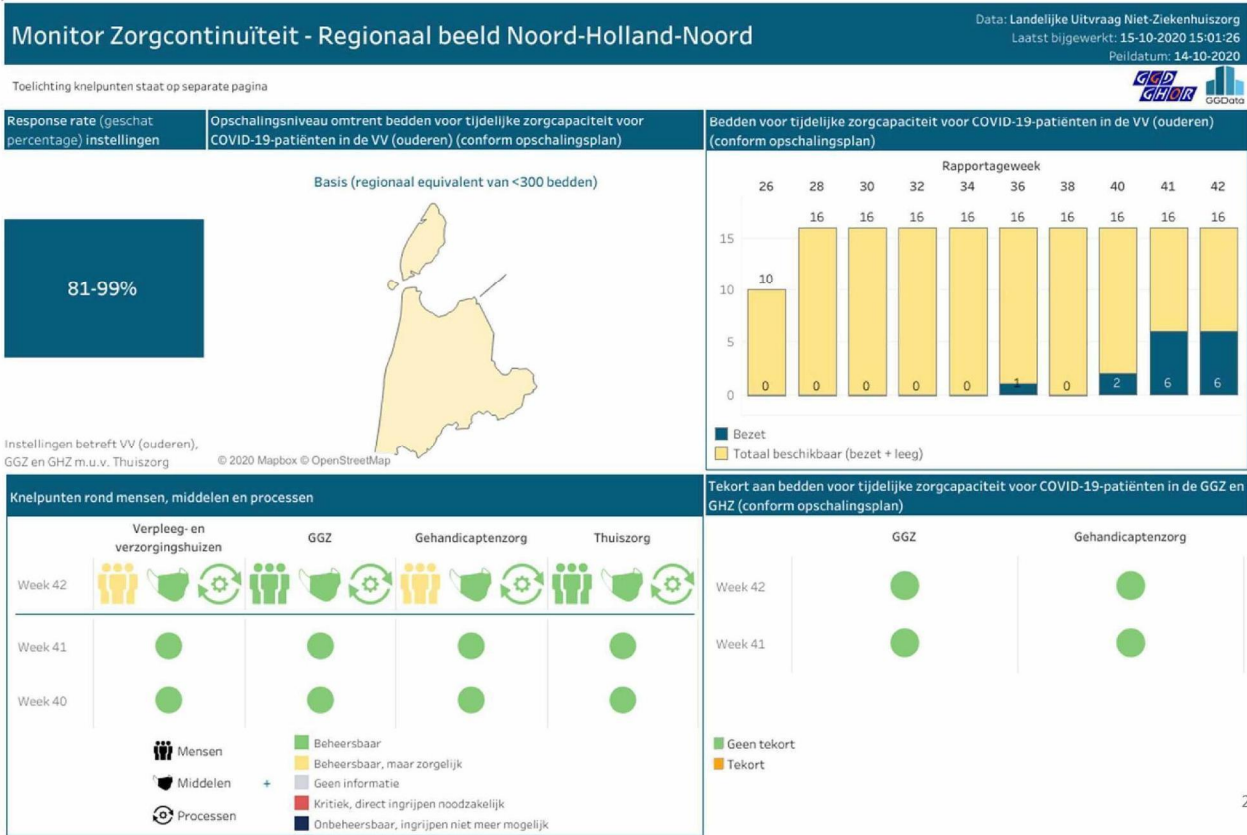 Monitor Zorgcontinuïteit - Regionaal beeld Noord-Holland-Noord
Data: Landelijke Uitvraag Niet-Ziekenhuiszorg
Laatst bijgewerkt: 15-10-2020 15:01:26
Peildatum: 14-10-2020
Toelichting knelpunten staat op separate pagina
GGD
GHOR
GGData
Response rate (geschat
percentage) instellingen
81-99%
Instellingen betreft VV (ouderen),
GGZ en GHZ m.u.v. Thuiszorg
Opschalingsniveau omtrent bedden voor tijdelijke zorgcapaciteit voor
COVID-19-patiënten in de VV (ouderen) (conform opschalingsplan)
Basis (regionaal equivalent van <300 bedden)
© 2020 Mapbox © OpenStreetMap
Bedden voor tijdelijke zorgcapaciteit voor COVID-19-patiënten in de VV (ouderen)
(conform opschalingsplan)
Rapportageweek
26 28 30 32 34 36 38 40 41 42
16 16 16 16 16 16 16 16 16
15
10 10
5
0 0 0 0 0 0 1 0 2 6 6
Bezet
Totaal beschikbaar (bezet + leeg)
Knelpunten rond mensen, middelen en processen
Verpleeg- en
verzorgingshuizen GGZ Gehandicaptenzorg Thuiszorg
Week 42
Week 41
Week 40
Mensen
Middelen +
Processen
Beheersbaar
Beheersbaar, maar zorgelijk
Geen informatie
Kritiek, direct ingrijpen noodzakelijk
Onbeheersbaar, ingrijpen niet meer mogelijk
Tekort aan bedden voor tijdelijke zorgcapaciteit voor COVID-19-patiënten in de GGZ en
GHZ (conform opschalingsplan)
GGZ Gehandicaptenzorg
Week 42
Week 41
Geen tekort
Tekort
2